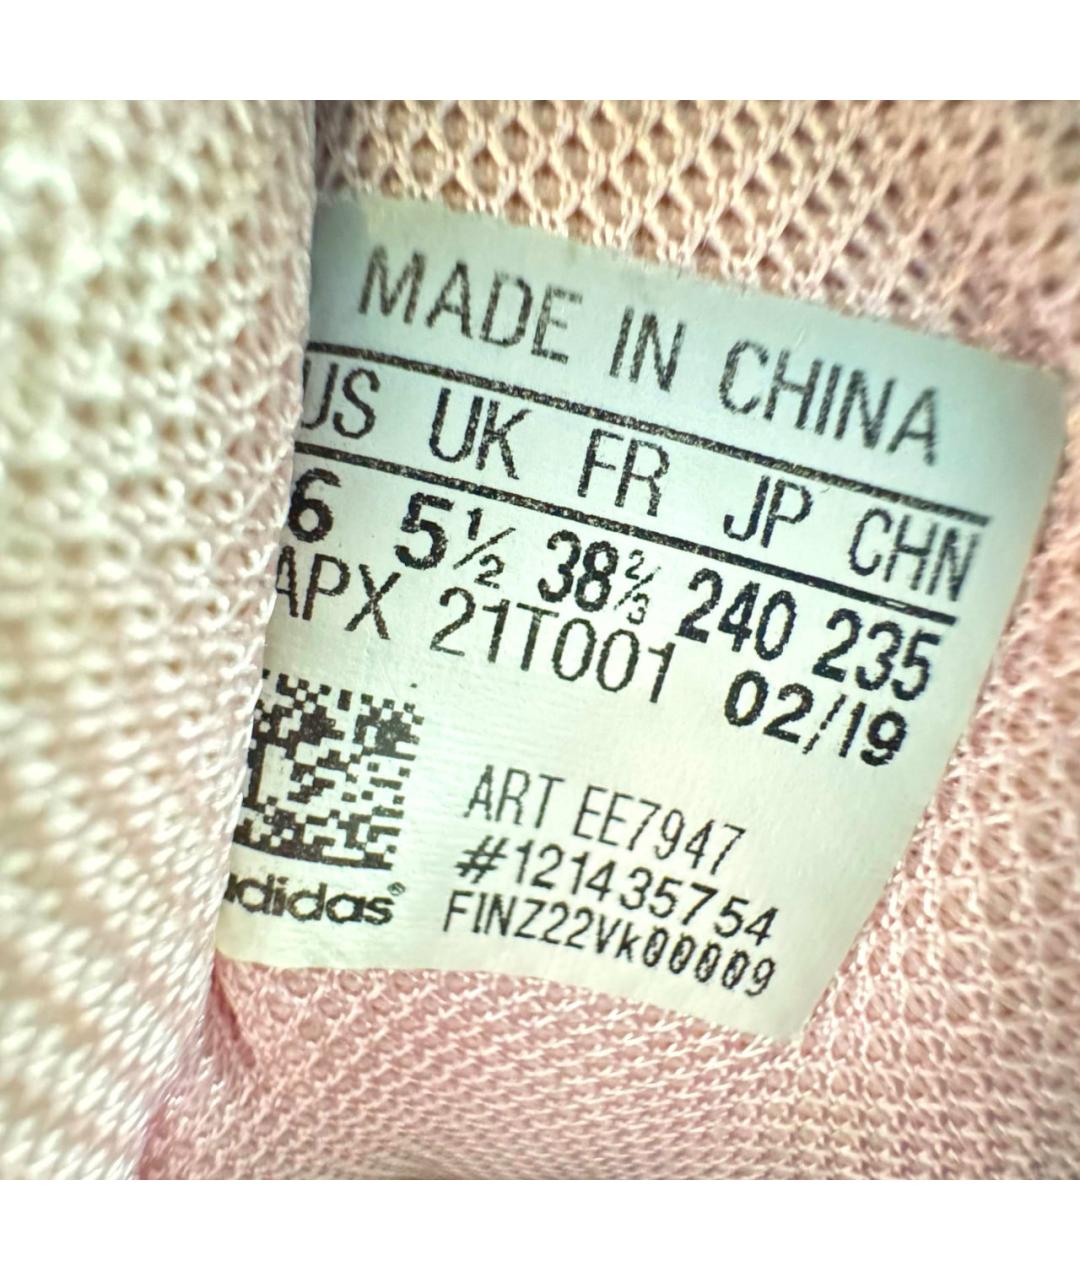 MADE IN CHINA
US UK FR JP CHN
6 5½ 38⅔ 240 235
APX 21T001 02/19
ART EE7947
#121435754
FINZ22Vk00009
adidas®